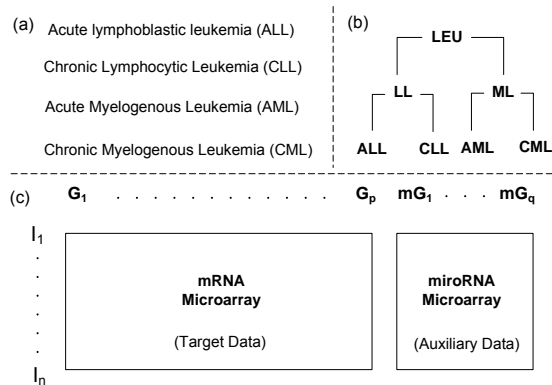 (a)
Acute lymphoblastic leukemia (ALL)
Chronic Lymphocytic Leukemia (CLL)
Acute Myelogenous Leukemia (AML)
Chronic Myelogenous Leukemia (CML)
(b)
LEU
LL ML
ALL CLL AML CML
(c)
G1 . . . . . . . . . . . . Gp mG1 . . . mGq
I1
.
.
.
.
.
.
In
mRNA
Microarray
(Target Data)
miroRNA
Microarray
(Auxiliary Data)